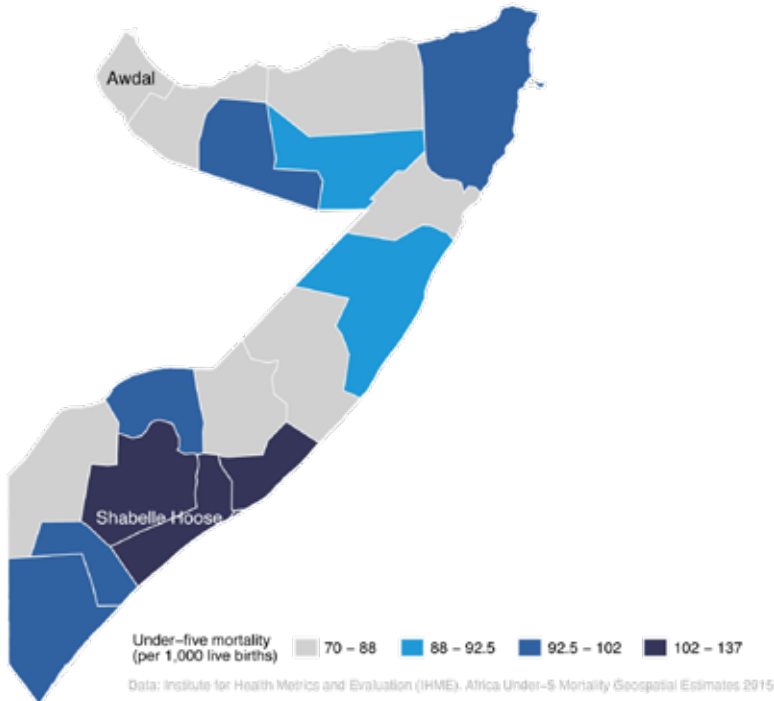 Awdal
Shabelle Hoose
Under–five mortality
(per 1,000 live births)
70 – 88
88 – 92.5
92.5 – 102
102 – 137
Data: Institute for Health Metrics and Evaluation (IHME). Africa Under–5 Mortality Geospatial Estimates 2015